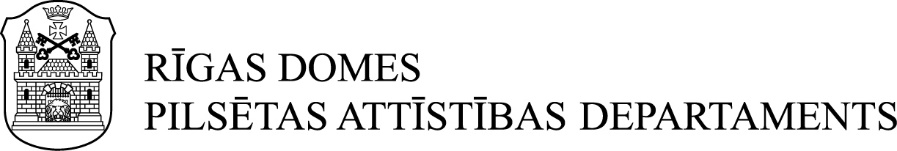 RĪGAS DOMES
PILSĒTAS ATTĪSTĪBAS DEPARTAMENTS